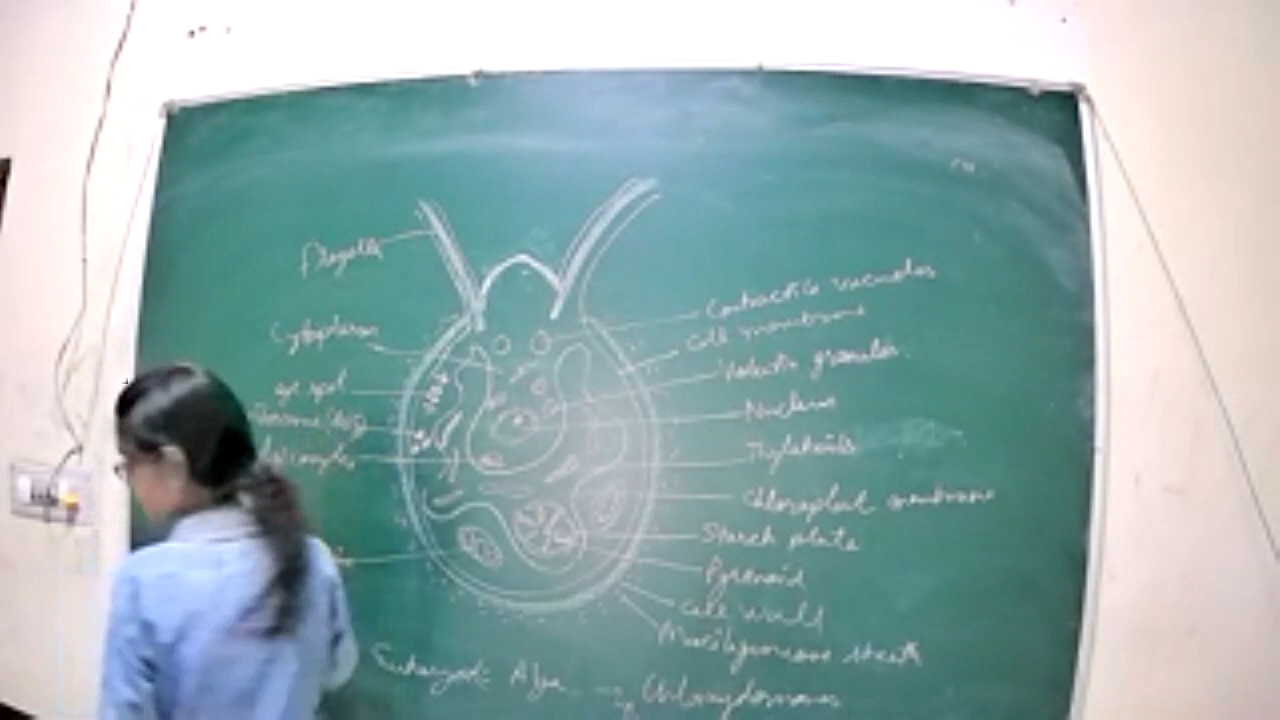 Flagella
Cytoplasm
eye spot
Contractile vacuoles
Cell membrane
Volutin granules
Nucleus
Thylakoids
Chloroplast membrane
Starch plate
Pyrenoid
Cell wall
Mucilagenous sheath
Eukaryotic Alga → Chlamydomonas